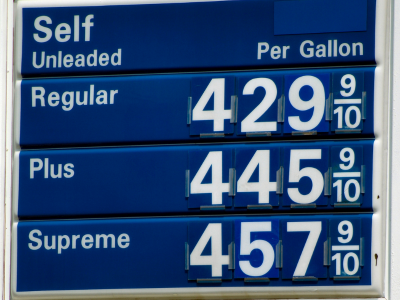 Self
Unleaded Per Gallon
Regular 429 9/10
Plus 445 9/10
Supreme 457 9/10